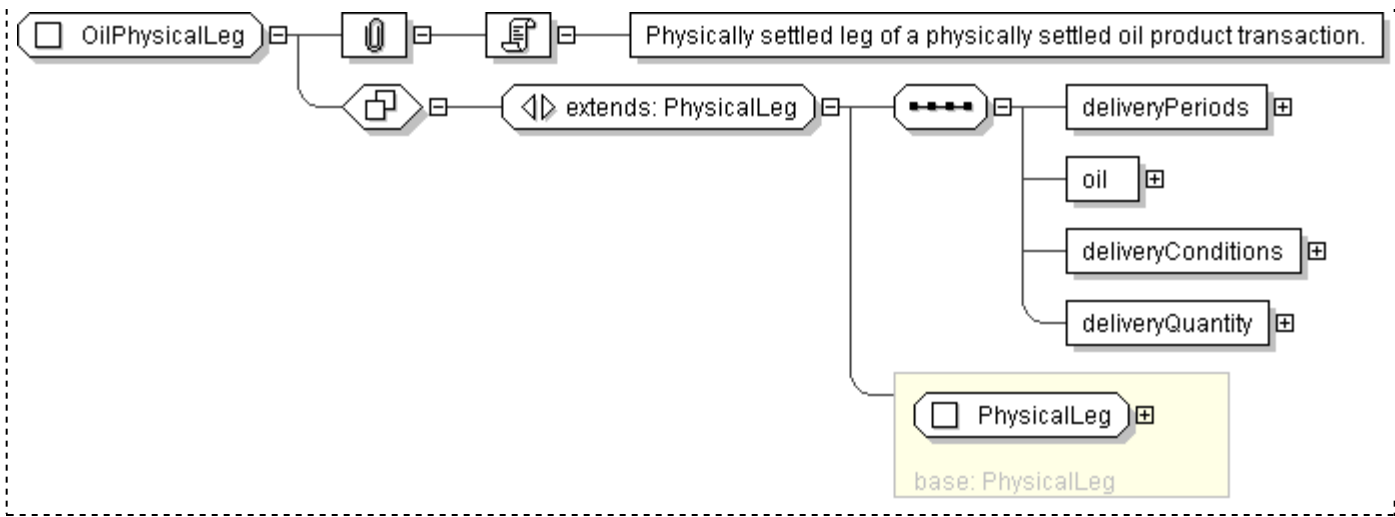 OilPhysicalLeg
Physically settled leg of a physically settled oil product transaction.
extends: PhysicalLeg
deliveryPeriods
oil
deliveryConditions
deliveryQuantity
PhysicalLeg
base: PhysicalLeg